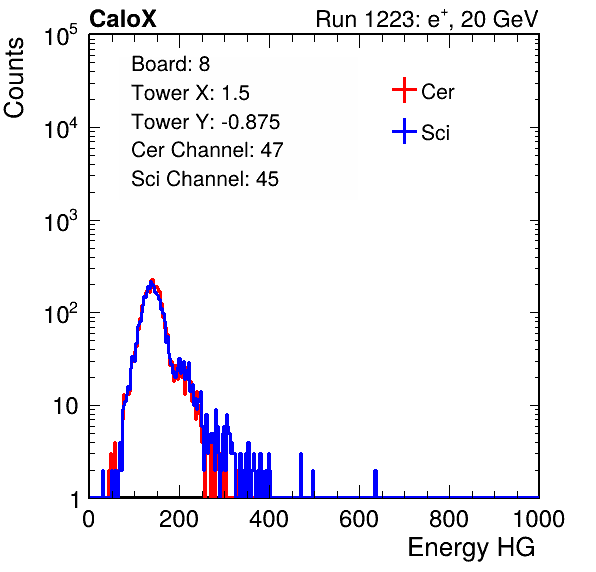 CaloX Run 1223: e⁺, 20 GeV
Counts
Board: 8
Tower X: 1.5
Tower Y: -0.875
Cer Channel: 47
Sci Channel: 45
Cer
Sci
10⁵
10⁴
10³
10²
10
1
0 200 400 600 800 1000
Energy HG